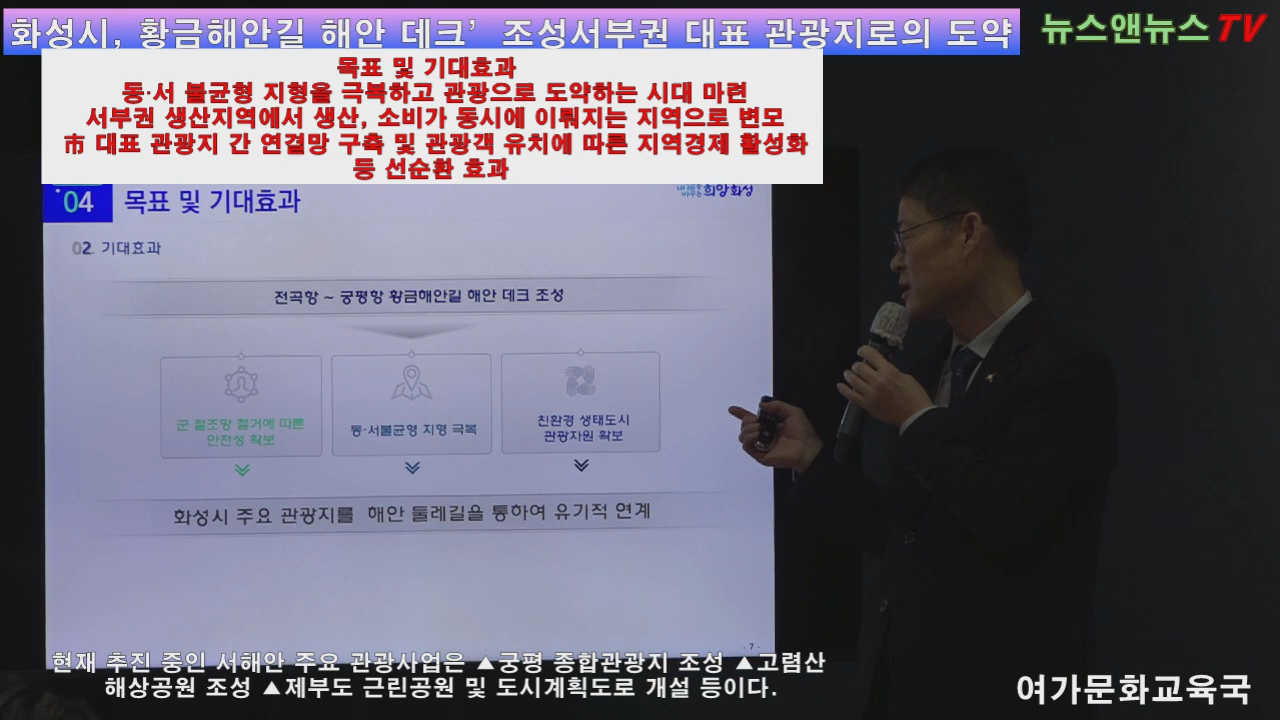 화성시, 황금해안길 해안 데크’ 조성서부권 대표 관광지로의 도약
뉴스앤뉴스TV
목표 및 기대효과
동·서 불균형 지형을 극복하고 관광으로 도약하는 시대 마련
서부권 생산지역에서 생산, 소비가 동시에 이뤄지는 지역으로 변모
市 대표 관광지 간 연결망 구축 및 관광객 유치에 따른 지역경제 활성화
등 선순환 효과
04 목표 및 기대효과
희망화성
02. 기대효과
전곡항 ~ 궁평항 황금해안길 해안 데크 조성
군 철조망 철거에 따른
안전성 확보
동·서불균형 지형 극복
친환경 생태도시
관광자원 확보
화성시 주요 관광지를 해안 둘레길을 통하여 유기적 연계
- 7 -
현재 추진 중인 서해안 주요 관광사업은 ▲궁평 종합관광지 조성 ▲고렴산
해상공원 조성 ▲제부도 근린공원 및 도시계획도로 개설 등이다.
여가문화교육국